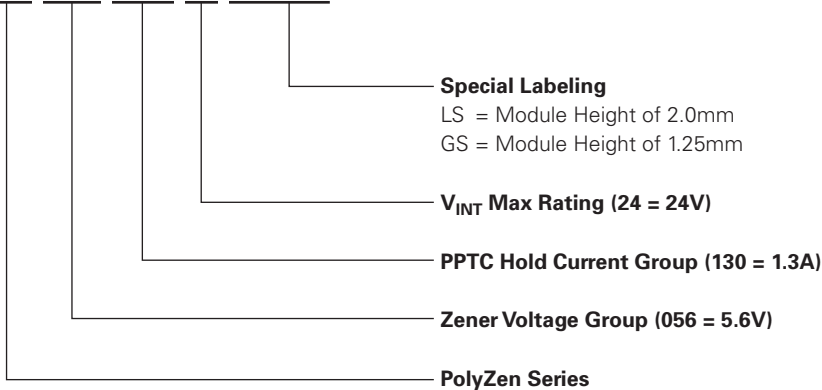 Special Labeling
LS = Module Height of 2.0mm
GS = Module Height of 1.25mm
VINT Max Rating (24 = 24V)
PPTC Hold Current Group (130 = 1.3A)
Zener Voltage Group (056 = 5.6V)
PolyZen Series